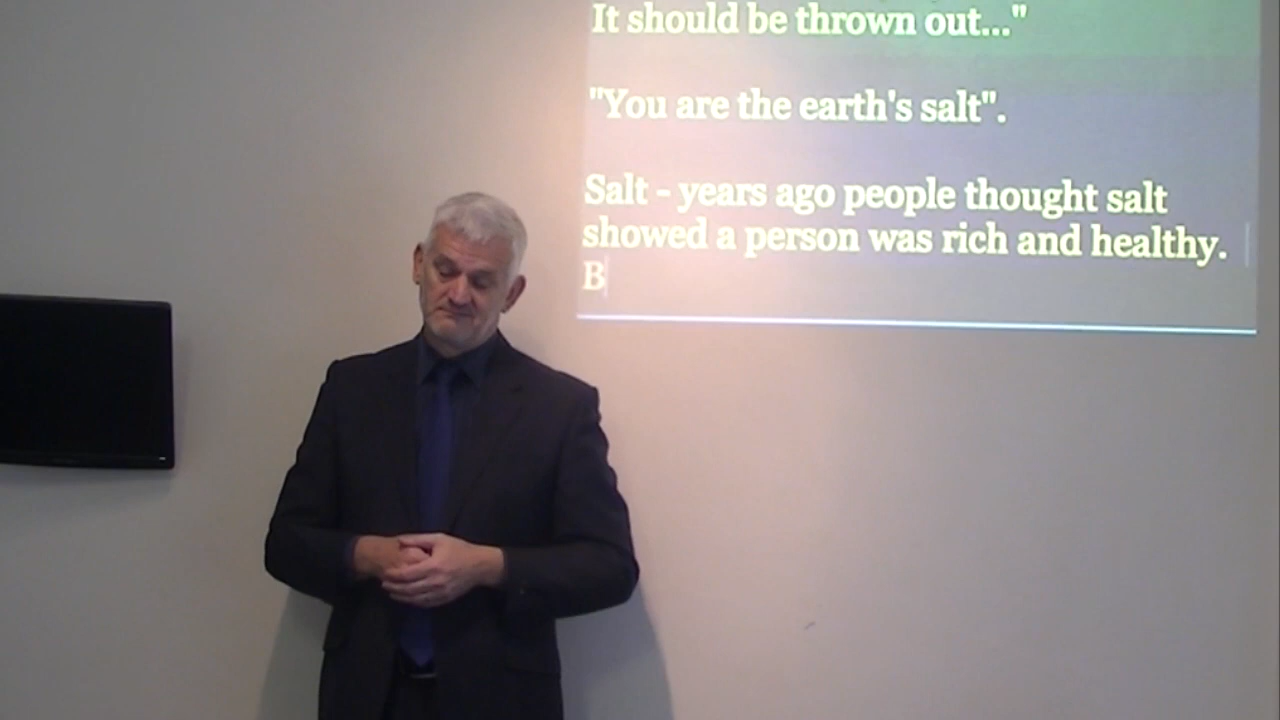 It should be thrown out..."
"You are the earth's salt".
Salt - years ago people thought salt
showed a person was rich and healthy.
B